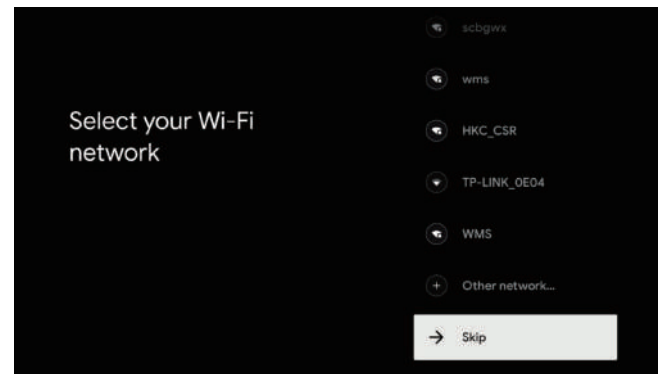 Select your Wi-Fi
network
scbgwx
wms
HKC_CSR
TP-LINK_0E04
WMS
Other network...
Skip